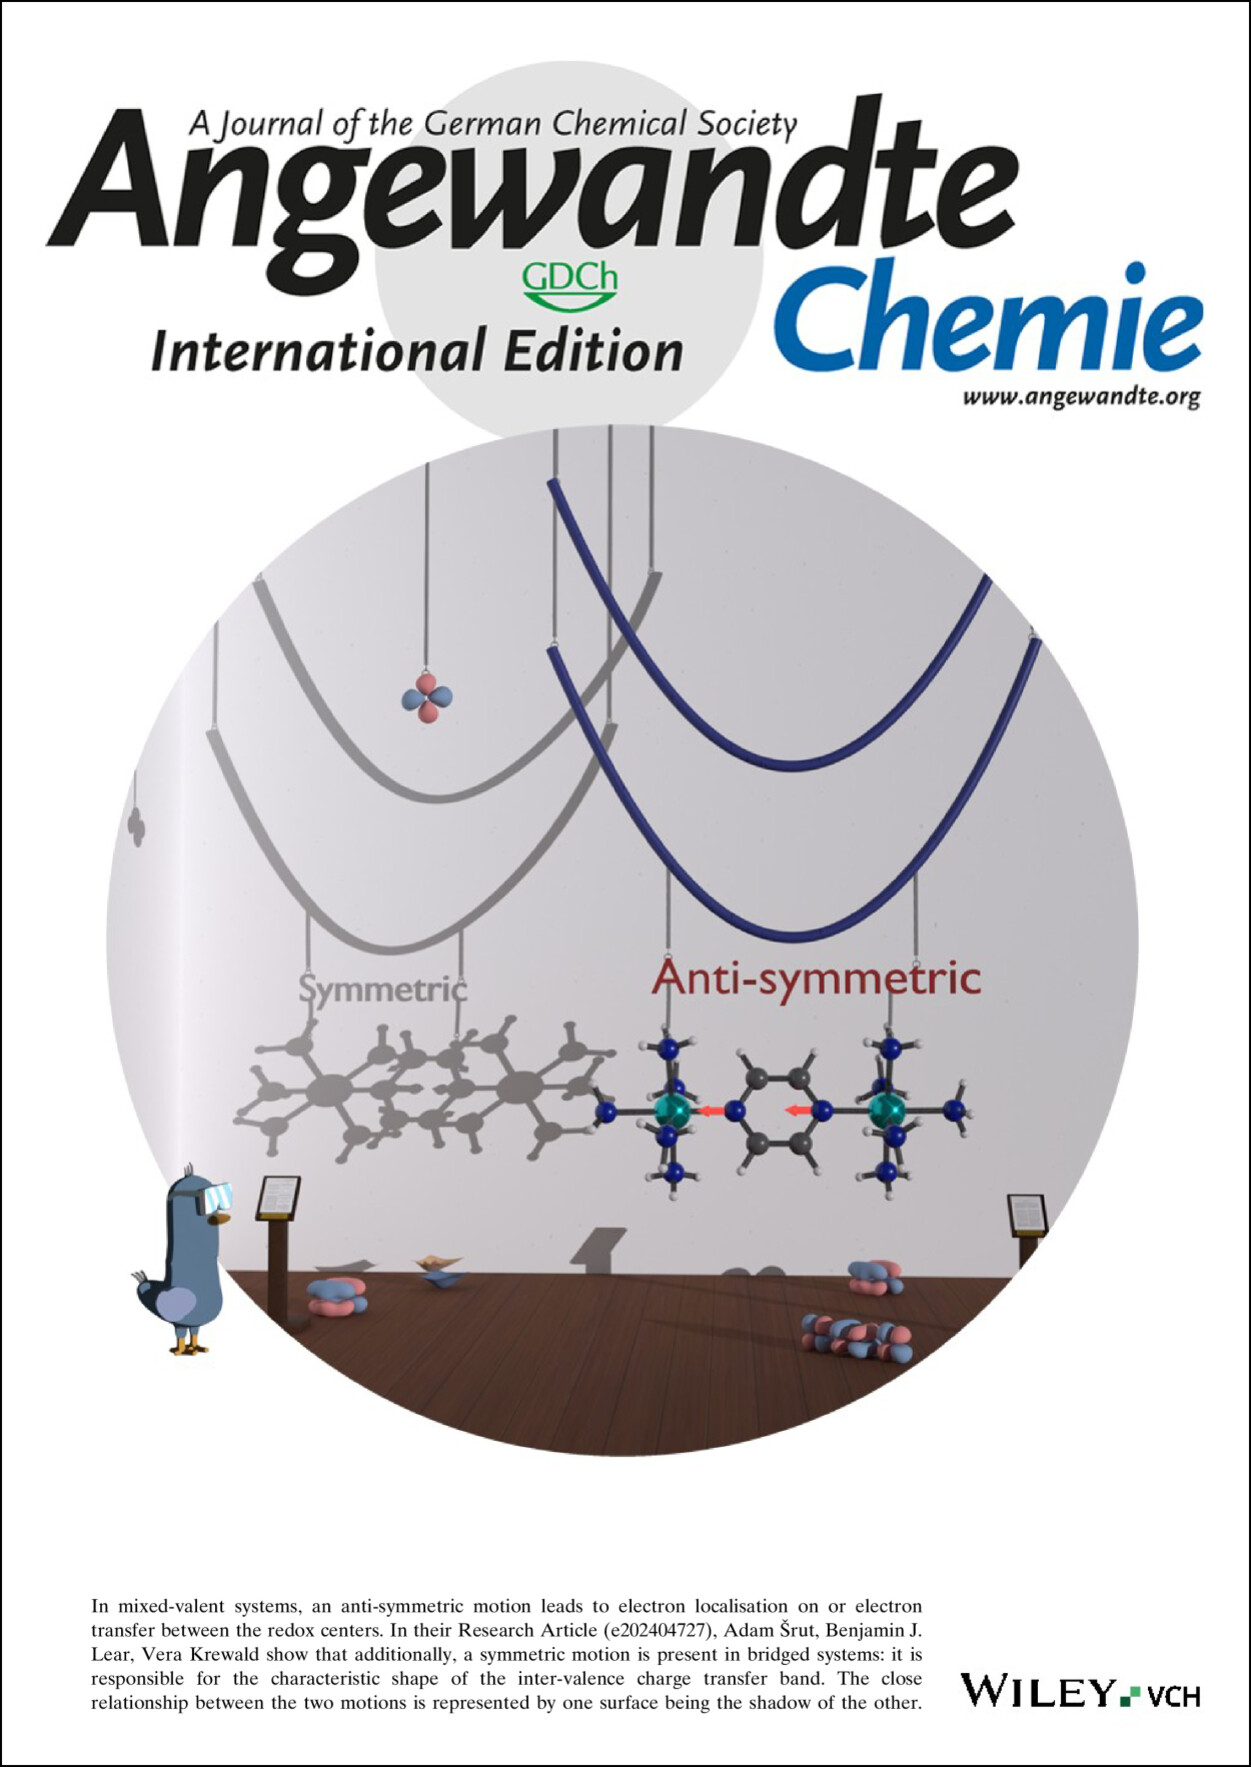 A Journal of the German Chemical Society
Angewandte
GDCh
Chemie
International Edition
www.angewandte.org
Symmetric
Anti-symmetric
In mixed-valent systems, an anti-symmetric motion leads to electron localisation on or electron
transfer between the redox centers. In their Research Article (e202404727), Adam Šrut, Benjamin J.
Lear, Vera Krewald show that additionally, a symmetric motion is present in bridged systems: it is
responsible for the characteristic shape of the inter-valence charge transfer band. The close
relationship between the two motions is represented by one surface being the shadow of the other.
WILEY-VCH